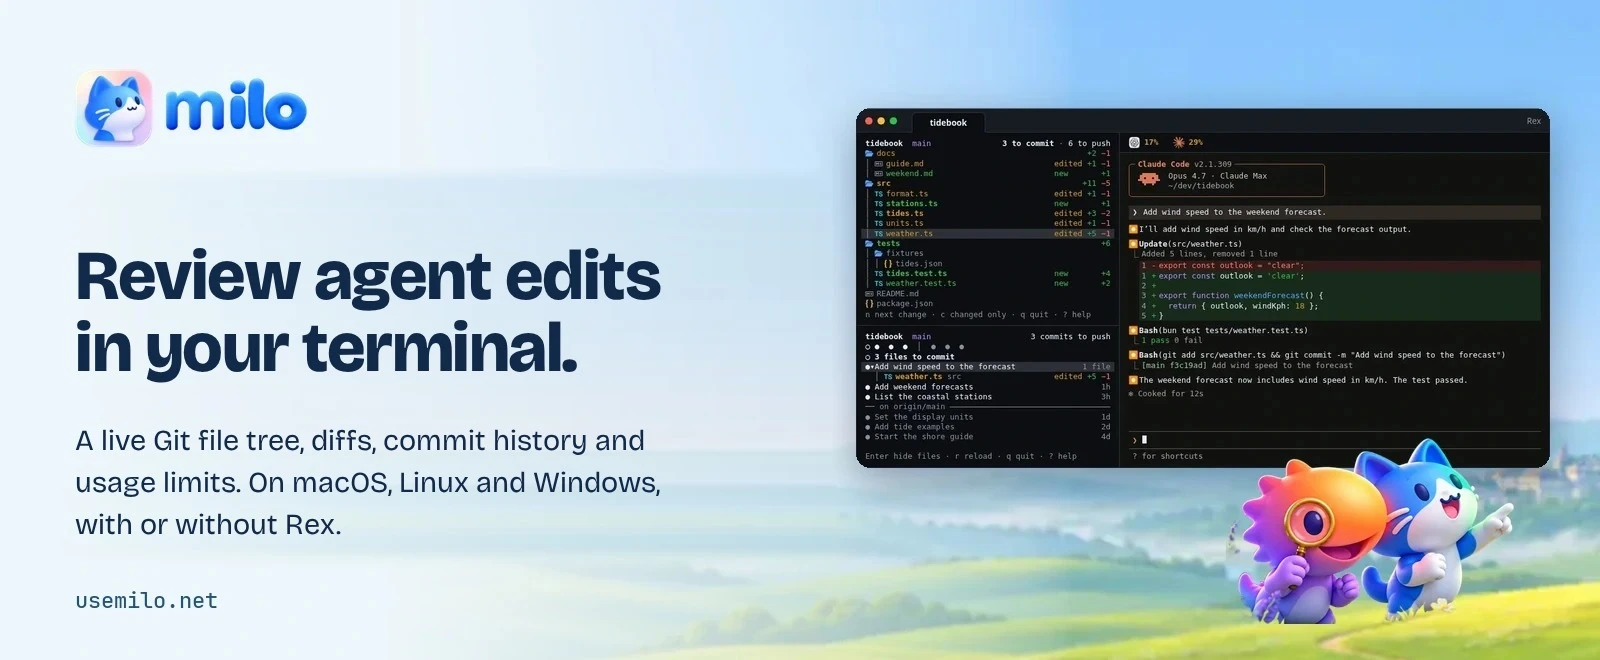 milo
Review agent edits
in your terminal.
A live Git file tree, diffs, commit history and
usage limits. On macOS, Linux and Windows,
with or without Rex.
usemilo.net
tidebook
Rex
tidebook main 3 to commit · 6 to push
docs +2 −1
guide.md edited +1 −1
weekend.md new +1
src +11 −5
TS format.ts edited +1 −1
TS stations.ts new +1
TS tides.ts edited +3 −2
TS units.ts edited +1 −1
TS weather.ts edited +5 −1
tests +6
fixtures
{} tides.json
TS tides.test.ts new +4
TS weather.test.ts new +2
README.md
{} package.json
n next change · c changed only · q quit · ? help
tidebook main 3 commits to push
3 files to commit
Add wind speed to the forecast 1 file
TS weather.ts src edited +5 −1
Add weekend forecasts 1h
List the coastal stations 3h
on origin/main
Set the display units 1d
Add tide examples 2d
Start the shore guide 4d
Enter hide files · r reload · q quit · ? help
17% 29%
Claude Code v2.1.309
Opus 4.7 · Claude Max
~/dev/tidebook
❯ Add wind speed to the weekend forecast.
I'll add wind speed in km/h and check the forecast output.
Update(src/weather.ts)
Added 5 lines, removed 1 line
1 - export const outlook = "clear";
1 + export const outlook = 'clear';
2 +
3 + export function weekendForecast() {
4 + return { outlook, windKph: 18 };
5 + }
Bash(bun test tests/weather.test.ts)
1 pass 0 fail
Bash(git add src/weather.ts && git commit -m "Add wind speed to the forecast")
[main f3c19ad] Add wind speed to the forecast
The weekend forecast now includes wind speed in km/h. The test passed.
Cooked for 12s
❯
? for shortcuts